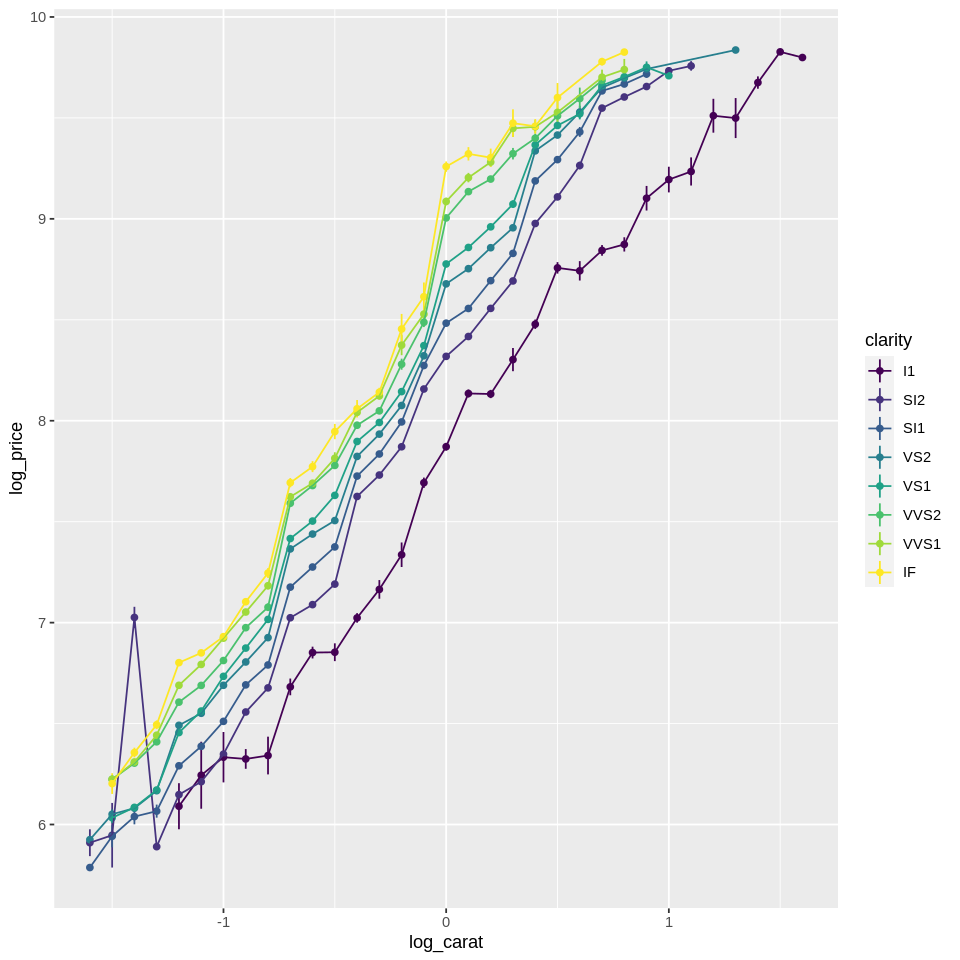 10
9
8
7
6
-1
0
1
log_carat
log_price
clarity
I1
SI2
SI1
VS2
VS1
VVS2
VVS1
IF